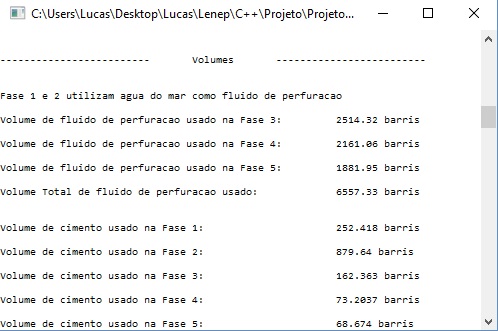 C:\Users\Lucas\Desktop\Lucas\Lenep\C++\Projeto\Projeto...
------------------------- Volumes -------------------------
Fase 1 e 2 utilizam agua do mar como fluido de perfuracao
Volume de fluido de perfuracao usado na Fase 3: 2514.32 barris
Volume de fluido de perfuracao usado na Fase 4: 2161.06 barris
Volume de fluido de perfuracao usado na Fase 5: 1881.95 barris
Volume Total de fluido de perfuracao usado: 6557.33 barris
Volume de cimento usado na Fase 1: 252.418 barris
Volume de cimento usado na Fase 2: 879.64 barris
Volume de cimento usado na Fase 3: 162.363 barris
Volume de cimento usado na Fase 4: 73.2037 barris
Volume de cimento usado na Fase 5: 68.674 barris